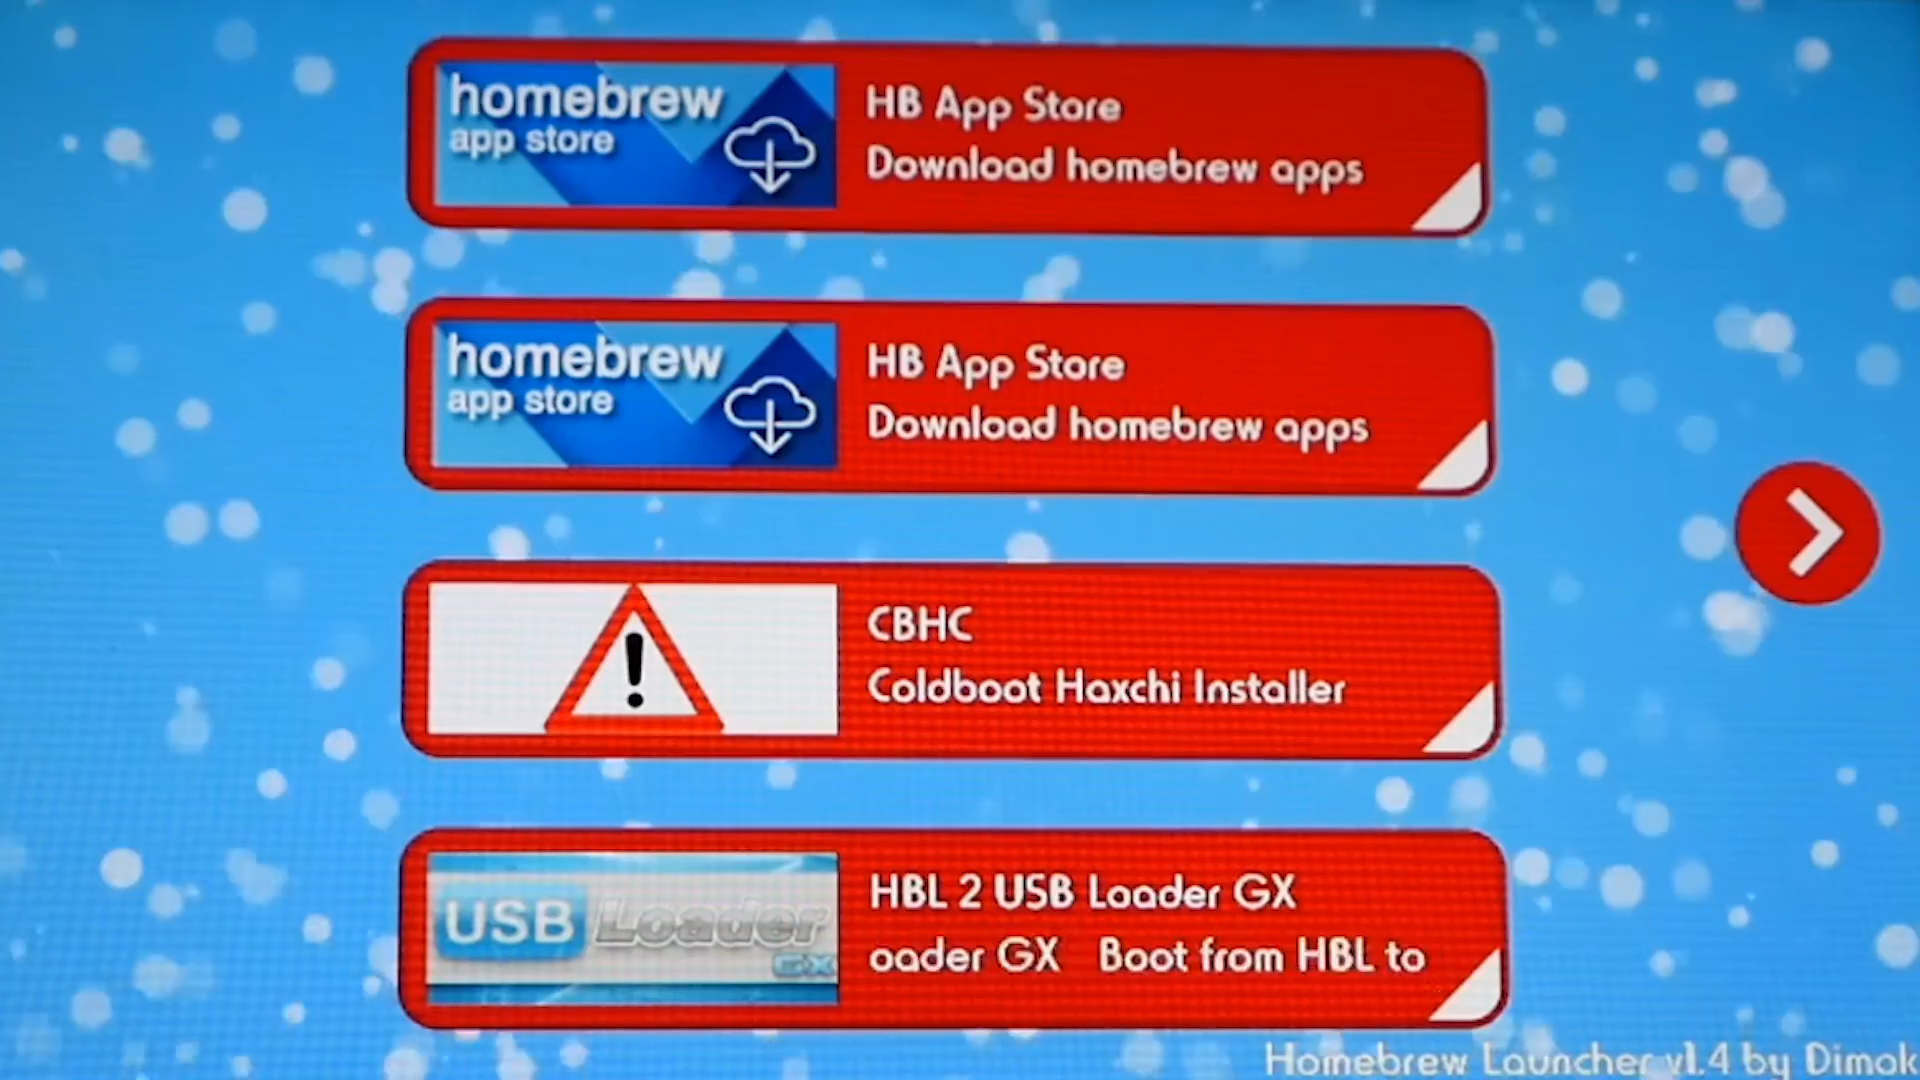 homebrew
app store
HB App Store
Download homebrew apps
homebrew
app store
HB App Store
Download homebrew apps
!
CBHC
Coldboot Haxchi Installer
USB Loader
GX
HBL 2 USB Loader GX
oader GX Boot from HBL to
Homebrew Launcher v1.4 by Dimok